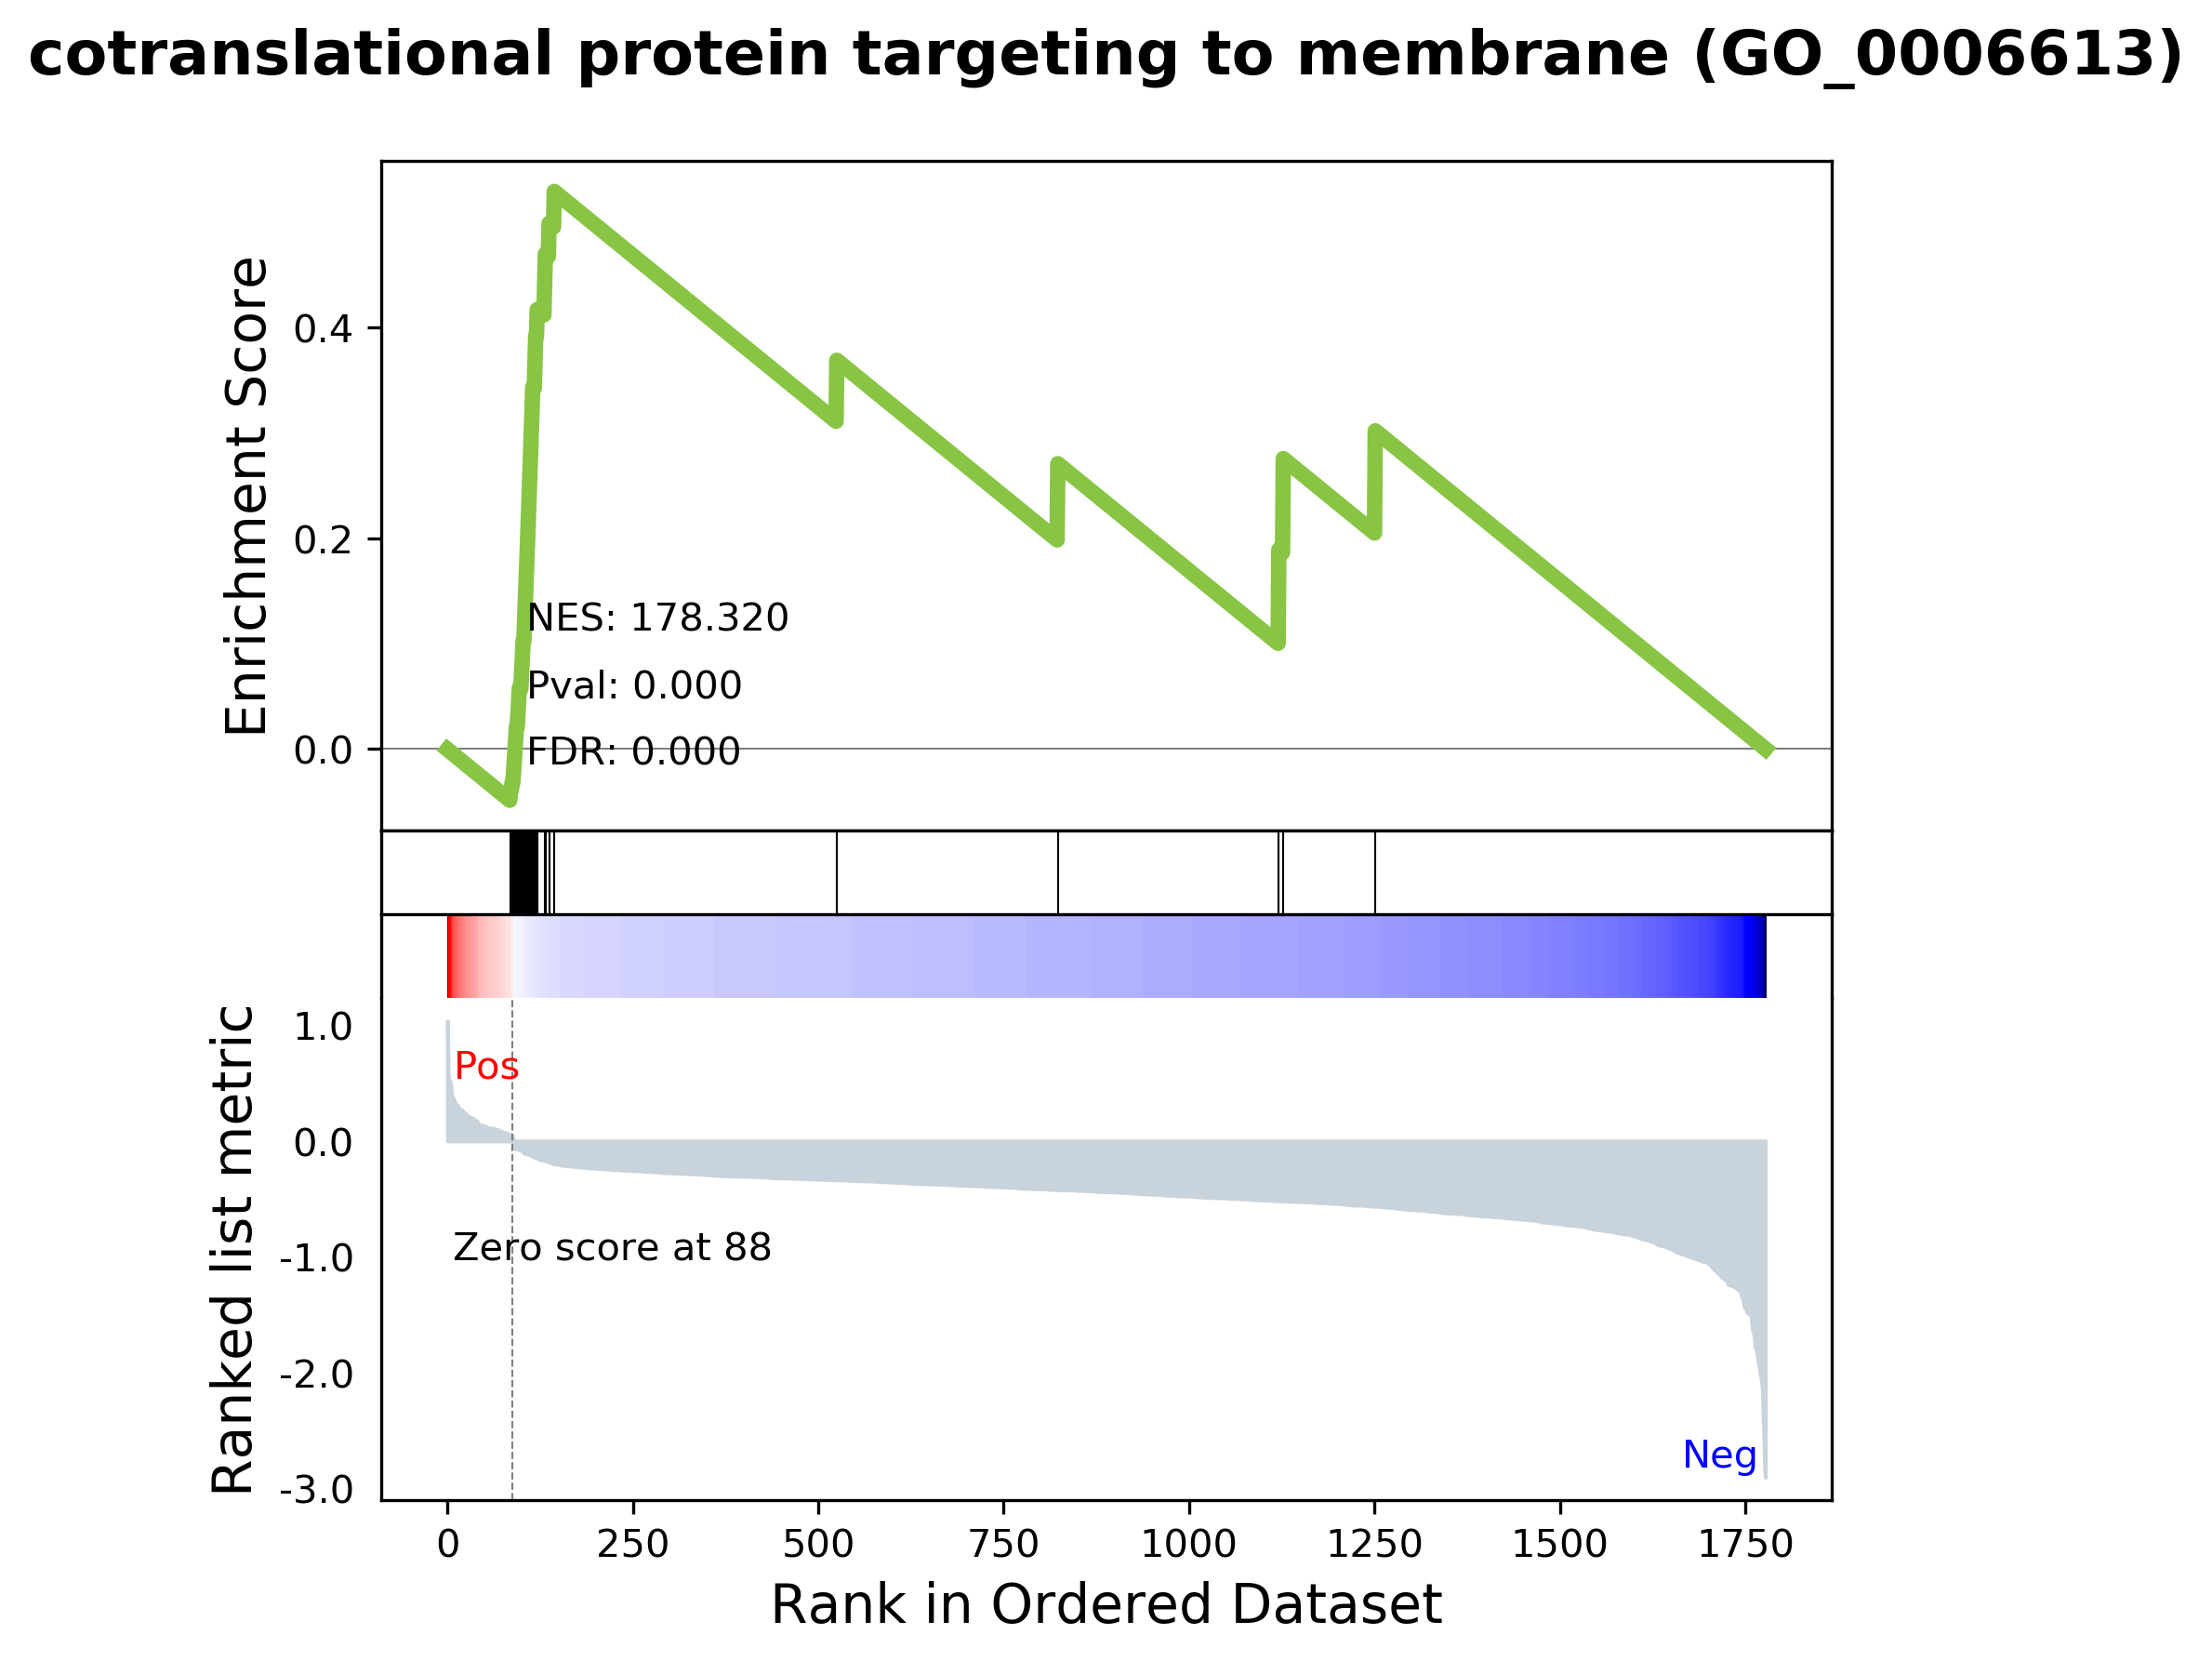 cotranslational protein targeting to membrane (GO_0006613)
Enrichment Score
0.4
0.2
0.0
NES: 178.320
Pval: 0.000
FDR: 0.000
Ranked list metric
1.0
0.0
-1.0
-2.0
-3.0
Pos
Zero score at 88
Neg
0 250 500 750 1000 1250 1500 1750
Rank in Ordered Dataset